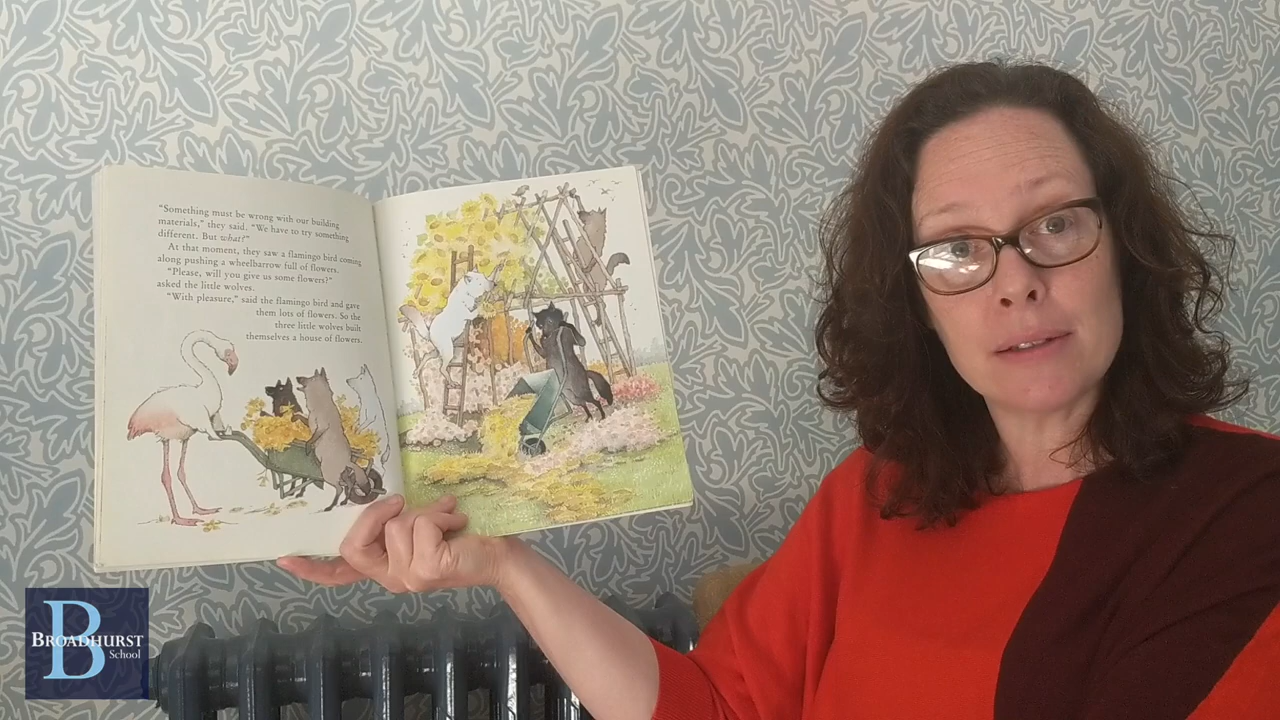 "Something must be wrong with our building
materials," they said. "We have to try something
different. But what?"
At that moment, they saw a flamingo bird coming
along pushing a wheelbarrow full of flowers.
"Please, will you give us some flowers?"
asked the little wolves.
"With pleasure," said the flamingo bird and gave
them lots of flowers. So the
three little wolves built
themselves a house of flowers.
B
BROADHURST
School